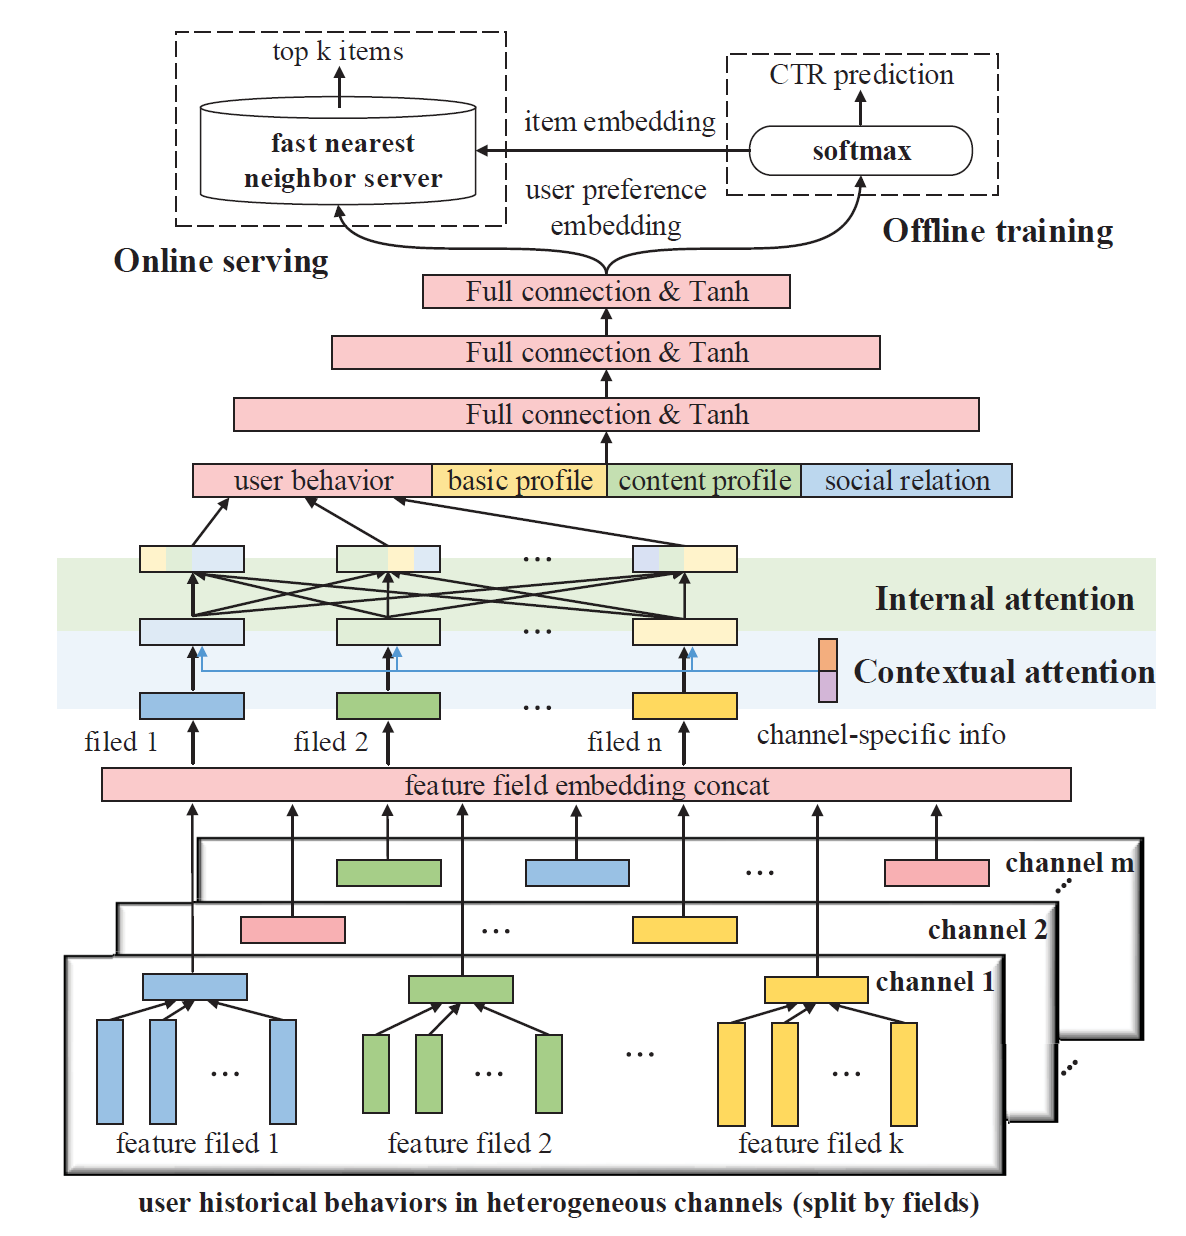 top k items
CTR prediction
fast nearest
neighbor server
item embedding
softmax
user preference
embedding
Online serving
Offline training
Full connection & Tanh
Full connection & Tanh
Full connection & Tanh
user behavior
basic profile
content profile
social relation
...
Internal attention
...
Contextual attention
...
filed 1
filed 2
filed n
channel-specific info
feature field embedding concat
channel m
...
...
channel 2
...
...
channel 1
...
...
...
...
...
feature filed 1
feature filed 2
feature filed k
user historical behaviors in heterogeneous channels (split by fields)